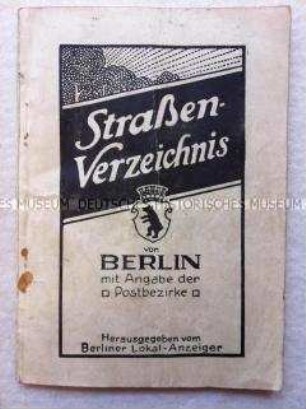 Straßen-
Verzeichnis
von
BERLIN
mit Angabe der
Postbezirke
Herausgegeben vom
Berliner Lokal-Anzeiger
DEUTSCHES HISTORISCHES MUSEUM